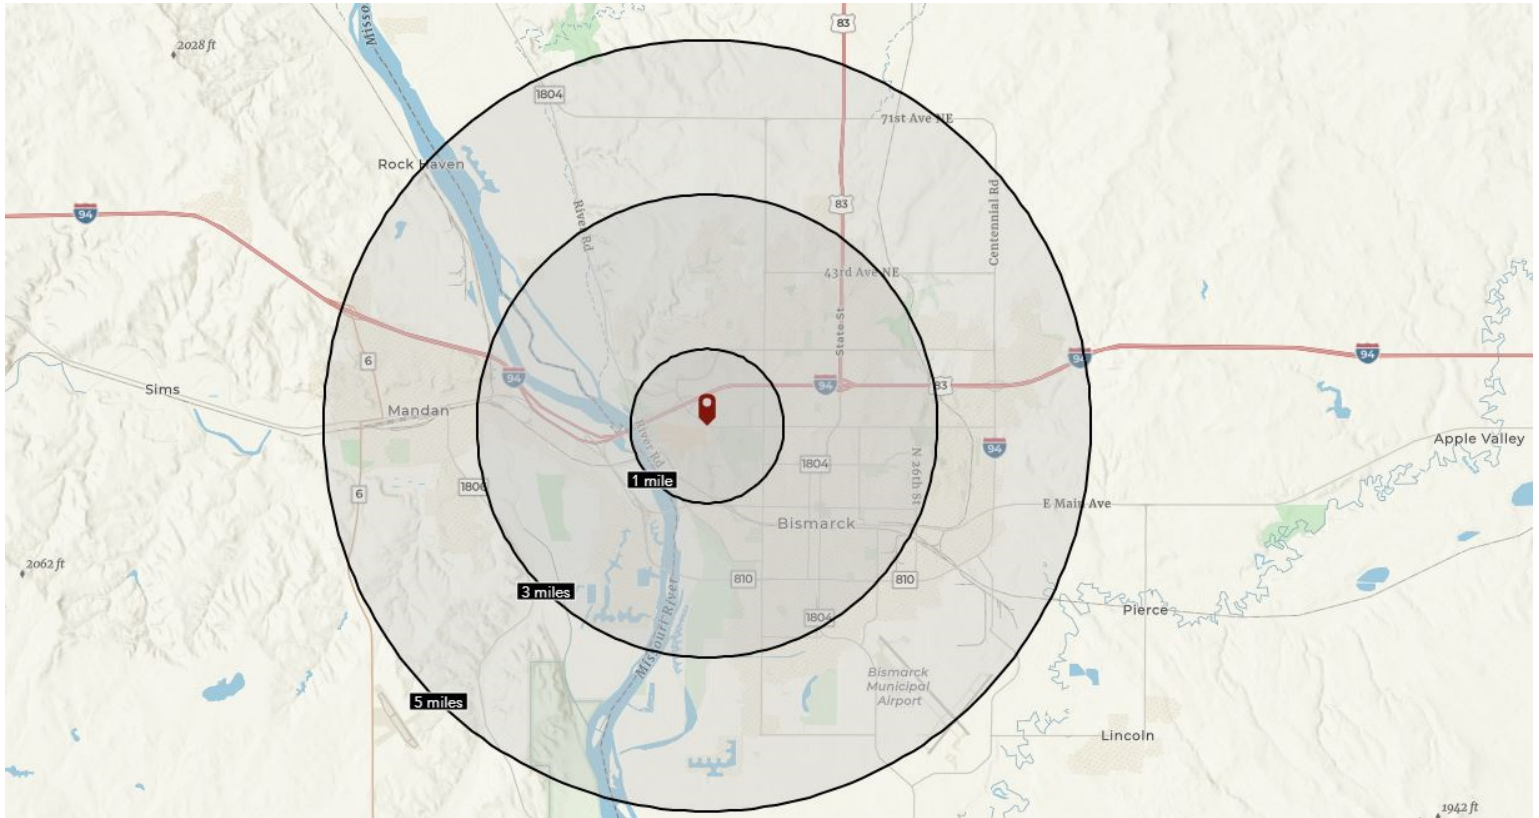 Misso
83
2028 ft
1804
71st Ave NE
Rock Haven
94
83
River Rd
Centennial Rd
43rd Ave NE
State St
6
94
94
83
94
94
Sims
Mandan
River Rd
Apple Valley
94
1804
N 26th St
1 mile
6
1806
E Main Ave
Bismarck
2062 ft
810
810
3 miles
Missouri River
1804
Pierce
Bismarck
Municipal
Airport
5 miles
Lincoln
1942 ft